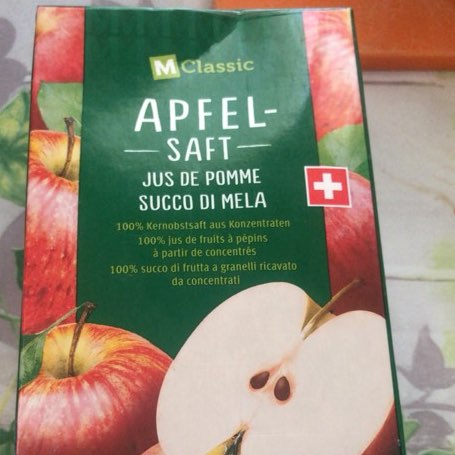 M Classic
APFEL-
SAFT
JUS DE POMME
SUCCO DI MELA
100% Kernobstsaft aus Konzentraten
100% jus de fruits à pépins
à partir de concentrés
100% succo di frutta a granelli ricavato
da concentrati